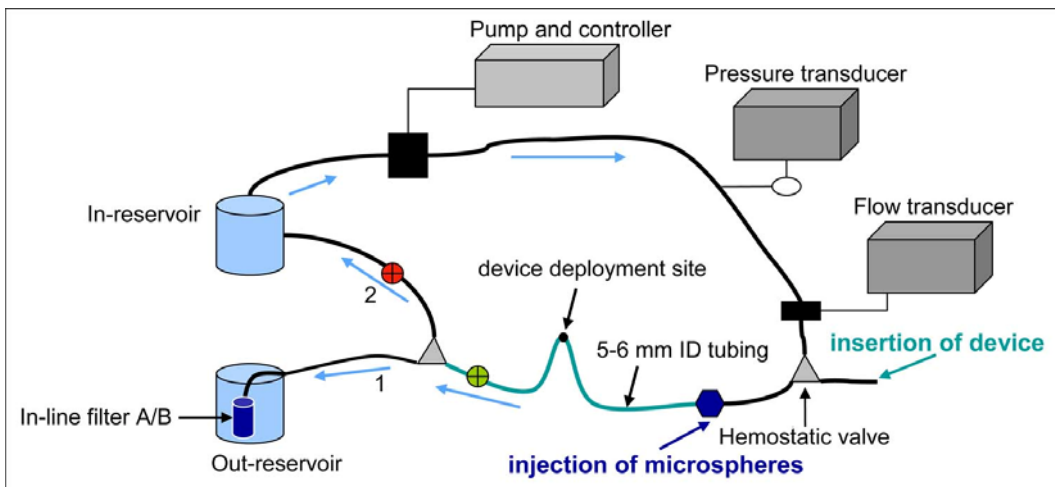 Pump and controller
Pressure transducer
In-reservoir
Flow transducer
device deployment site
2
insertion of device
5-6 mm ID tubing
1
In-line filter A/B
Hemostatic valve
Out-reservoir
injection of microspheres